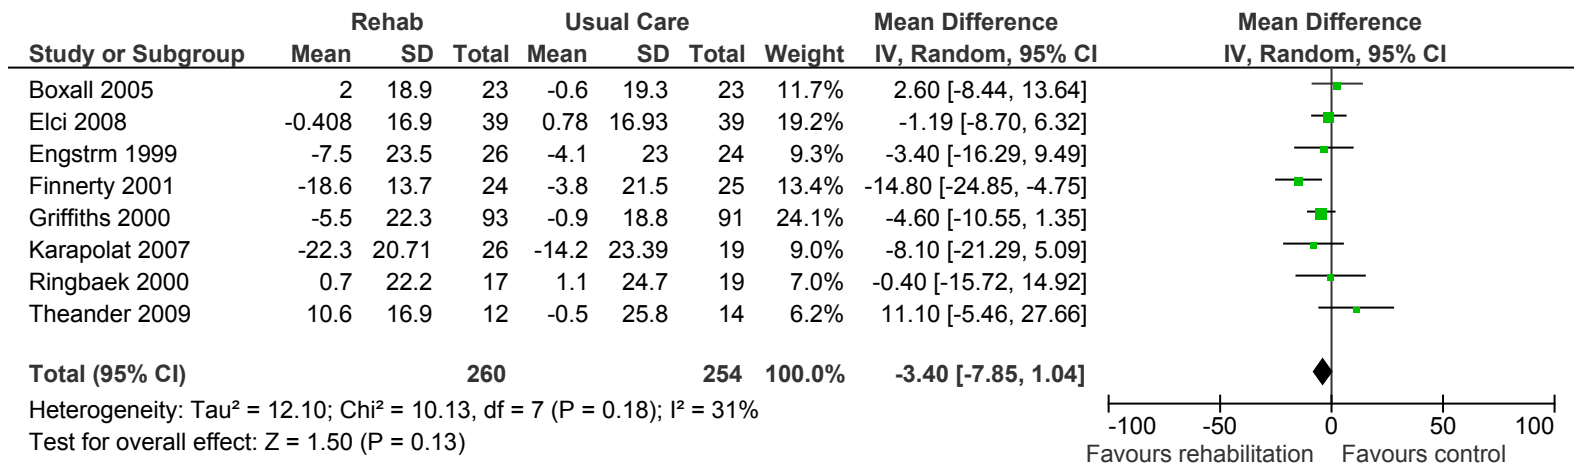 Rehab Usual Care Mean Difference Mean Difference
Study or Subgroup Mean SD Total Mean SD Total Weight IV, Random, 95% CI IV, Random, 95% CI
Boxall 2005 2 18.9 23 -0.6 19.3 23 11.7% 2.60 [-8.44, 13.64]
Elci 2008 -0.408 16.9 39 0.78 16.93 39 19.2% -1.19 [-8.70, 6.32]
Engstrm 1999 -7.5 23.5 26 -4.1 23 24 9.3% -3.40 [-16.29, 9.49]
Finnerty 2001 -18.6 13.7 24 -3.8 21.5 25 13.4% -14.80 [-24.85, -4.75]
Griffiths 2000 -5.5 22.3 93 -0.9 18.8 91 24.1% -4.60 [-10.55, 1.35]
Karapolat 2007 -22.3 20.71 26 -14.2 23.39 19 9.0% -8.10 [-21.29, 5.09]
Ringbaek 2000 0.7 22.2 17 1.1 24.7 19 7.0% -0.40 [-15.72, 14.92]
Theander 2009 10.6 16.9 12 -0.5 25.8 14 6.2% 11.10 [-5.46, 27.66]
Total (95% CI) 260 254 100.0% -3.40 [-7.85, 1.04]
Heterogeneity: Tau² = 12.10; Chi² = 10.13, df = 7 (P = 0.18); I² = 31%
Test for overall effect: Z = 1.50 (P = 0.13)
-100 -50 0 50 100
Favours rehabilitation Favours control